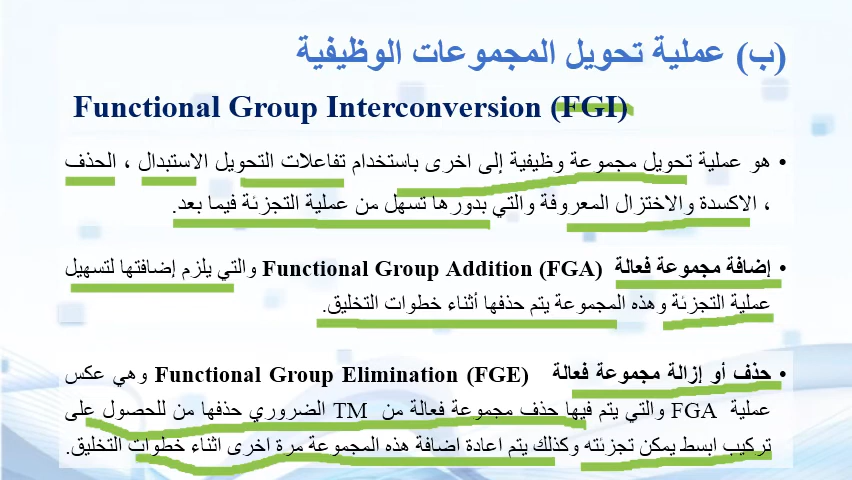 (ب) عملية تحويل المجموعات الوظيفية
Functional Group Interconversion (FGI)
• هو عملية تحويل مجموعة وظيفية إلى اخرى باستخدام تفاعلات التحويل الاستبدال ، الحذف
، الاكسدة والاختزال المعروفة والتي بدورها تسهل من عملية التجزئة فيما بعد.
• إضافة مجموعة فعالة Functional Group Addition (FGA) والتي يلزم إضافتها لتسهيل
عملية التجزئة وهذه المجموعة يتم حذفها أثناء خطوات التخليق.
• حذف أو إزالة مجموعة فعالة Functional Group Elimination (FGE) وهي عكس
عملية FGA والتي يتم فيها حذف مجموعة فعالة من TM الضروري حذفها من للحصول على
تركيب ابسط يمكن تجزئته وكذلك يتم اعادة اضافة هذه المجموعة مرة اخرى اثناء خطوات التخليق.